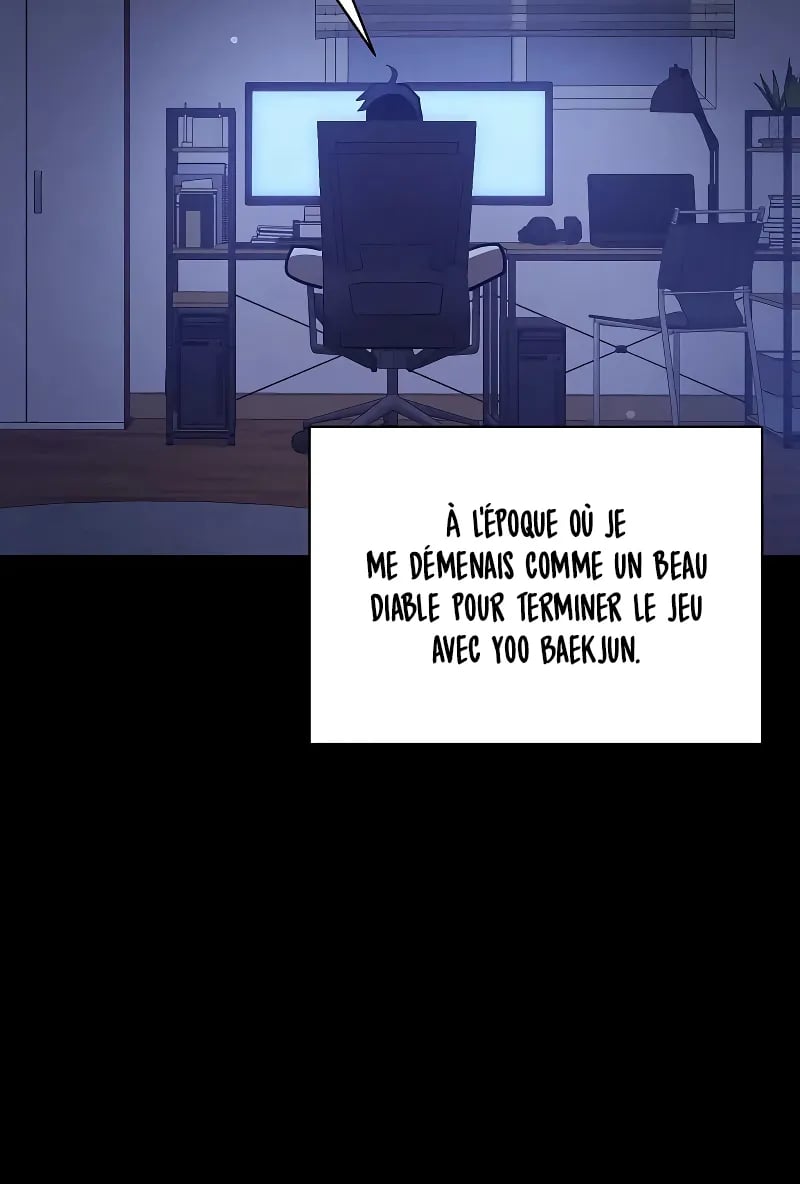 À L'ÉPOQUE OÙ JE
ME DÉMENAIS COMME UN BEAU
DIABLE POUR TERMINER LE JEU
AVEC YOO BAEKJUN.